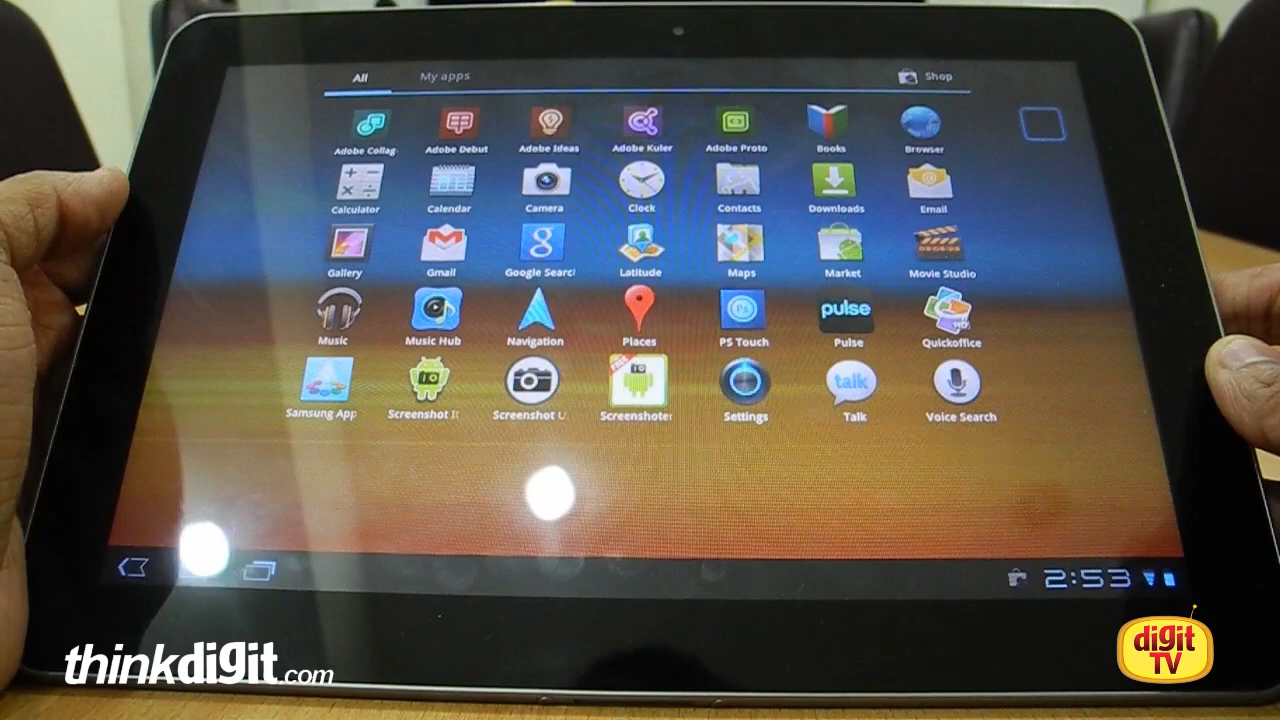 All My apps Shop
Adobe Collag Adobe Debut Adobe Ideas Adobe Kuler Adobe Proto Books Browser
Calculator Calendar Camera Clock Contacts Downloads Email
Gallery Gmail Google Searcl Latitude Maps Market Movie Studio
pulse
HD
Music Music Hub Navigation Places PS Touch Pulse Quickoffice
FREE
talk
Samsung App Screenshot It Screenshot U Screenshoter Settings Talk Voice Search
2:53
thinkdigit.com
digit
TV